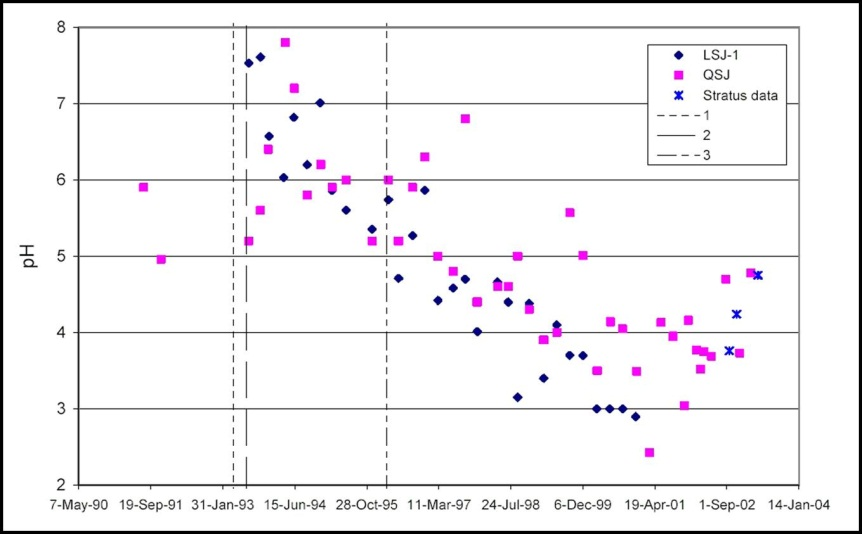 8
LSJ-1
QSJ
Stratus data
1
2
3
7
6
5
4
3
2
pH
7-May-90 19-Sep-91 31-Jan-93 15-Jun-94 28-Oct-95 11-Mar-97 24-Jul-98 6-Dec-99 19-Apr-01 1-Sep-02 14-Jan-04